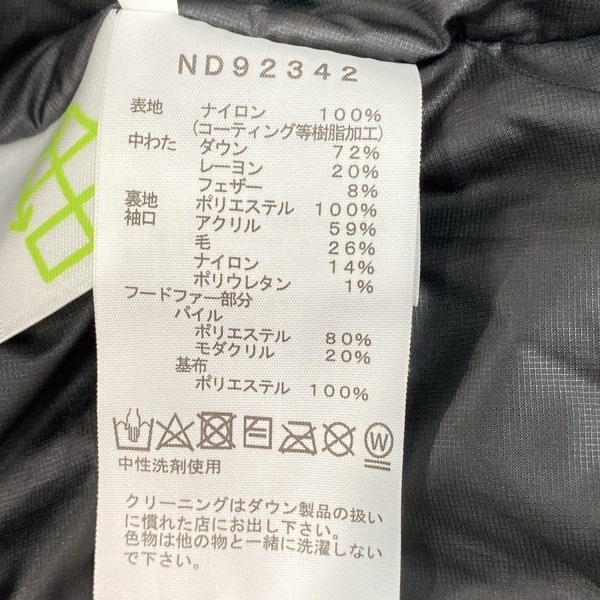 ND92342
表地 ナイロン 100%
(コーティング等樹脂加工)
中わた ダウン 72%
レーヨン 20%
フェザー 8%
裏地 ポリエステル 100%
袖口 アクリル 59%
毛 26%
ナイロン 14%
ポリウレタン 1%
フードファー部分
パイル
ポリエステル 80%
モダクリル 20%
基布
ポリエステル 100%
W
中性洗剤使用
クリーニングはダウン製品の扱い
に慣れた店にお出し下さい。
色物は他の物と一緒に洗濯しない
で下さい。